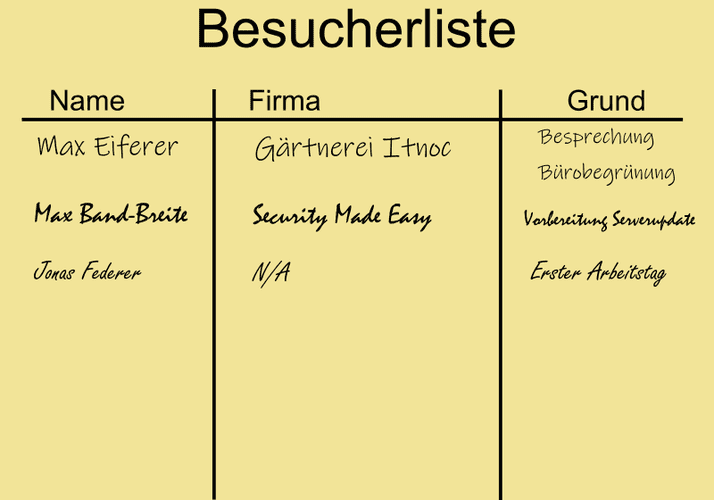 Besucherliste
Name Firma Grund
Max Eiferer Gärtnerei Itnoc Besprechung
Bürobegrünung
Max Band-Breite Security Made Easy Vorbereitung Serverupdate
Jonas Federer N/A Erster Arbeitstag